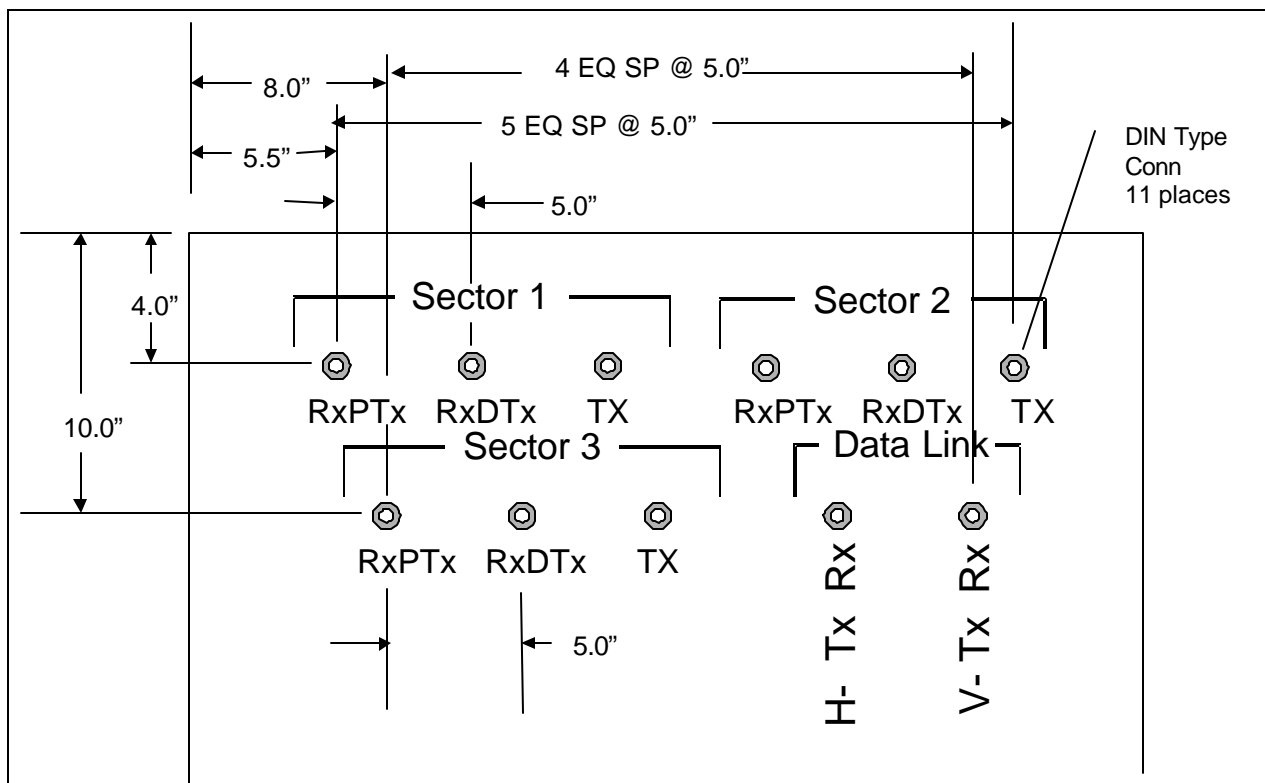 4 EQ SP @ 5.0”
8.0”
5 EQ SP @ 5.0”
5.5”
DIN Type
Conn
11 places
5.0”
4.0”
Sector 1
Sector 2
RxPTx RxDTx TX
RxPTx RxDTx TX
10.0”
Sector 3
Data Link
RxPTx RxDTx TX
H- Tx Rx
V- Tx Rx
5.0”